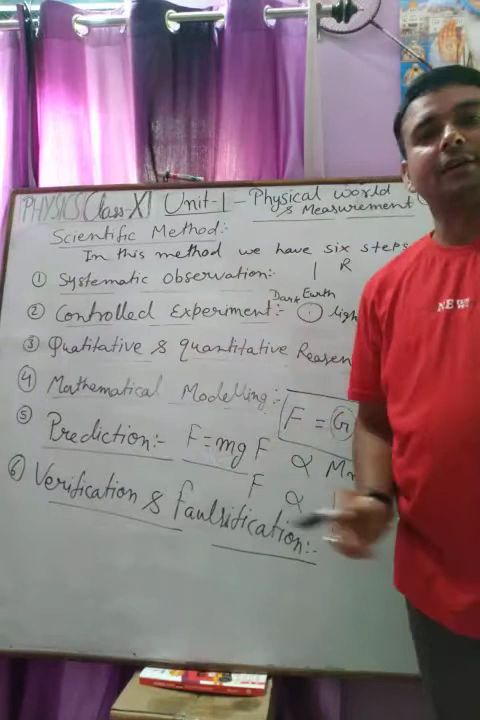 PHYSICS Class-XI Unit-1 - Physical world
& Measurement
Scientific Method:-
In this method we have six steps
① Systematic Observation:- | R
Dark Earth
② Controlled Experiment:- ligh
③ Qualitative & quantitative Reason
④ Mathematical Modelling:-
F = G
⑤ Prediction:- F=mg F ∝ Mm
F ∝
⑥ Verification & Faulsification:-
NEW